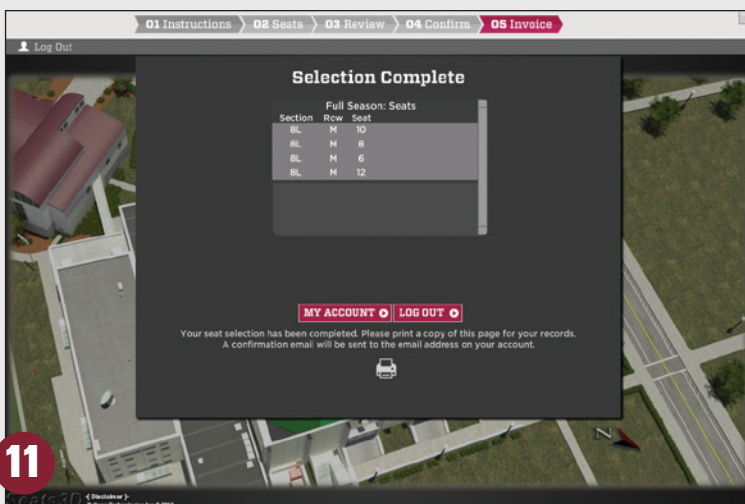 01 Instructions 02 Seats 03 Review 04 Confirm 05 Invoice
Log Out
Selection Complete
Full Season: Seats
Section Row Seat
8L M 10
8L M 8
8L M 6
8L M 12
MY ACCOUNT LOG OUT
Your seat selection has been completed. Please print a copy of this page for your records.
A confirmation email will be sent to the email address on your account.
N
11
Seats3D
{ Disclaimer }